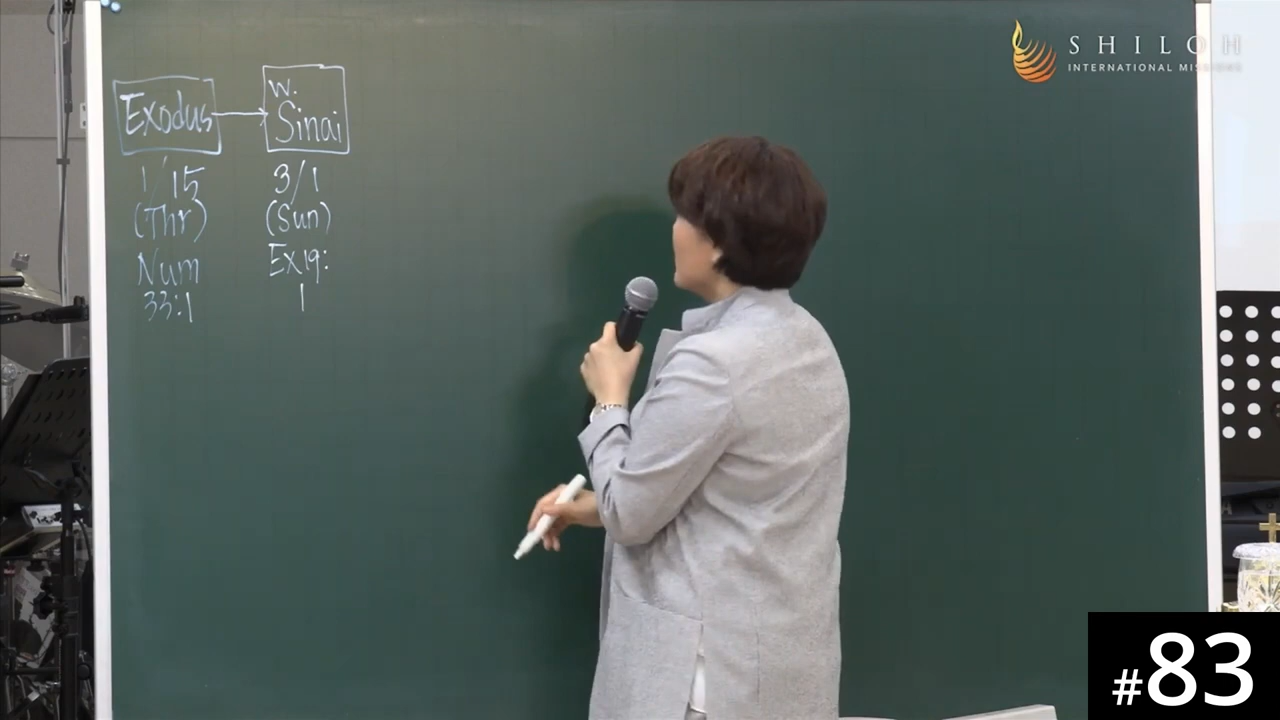 SHILOH
INTERNATIONAL MISSIONS
Exodus
1/15
(Thr)
Num
33:1
W.
Sinai
3/1
(Sun)
Ex19:
1
#83